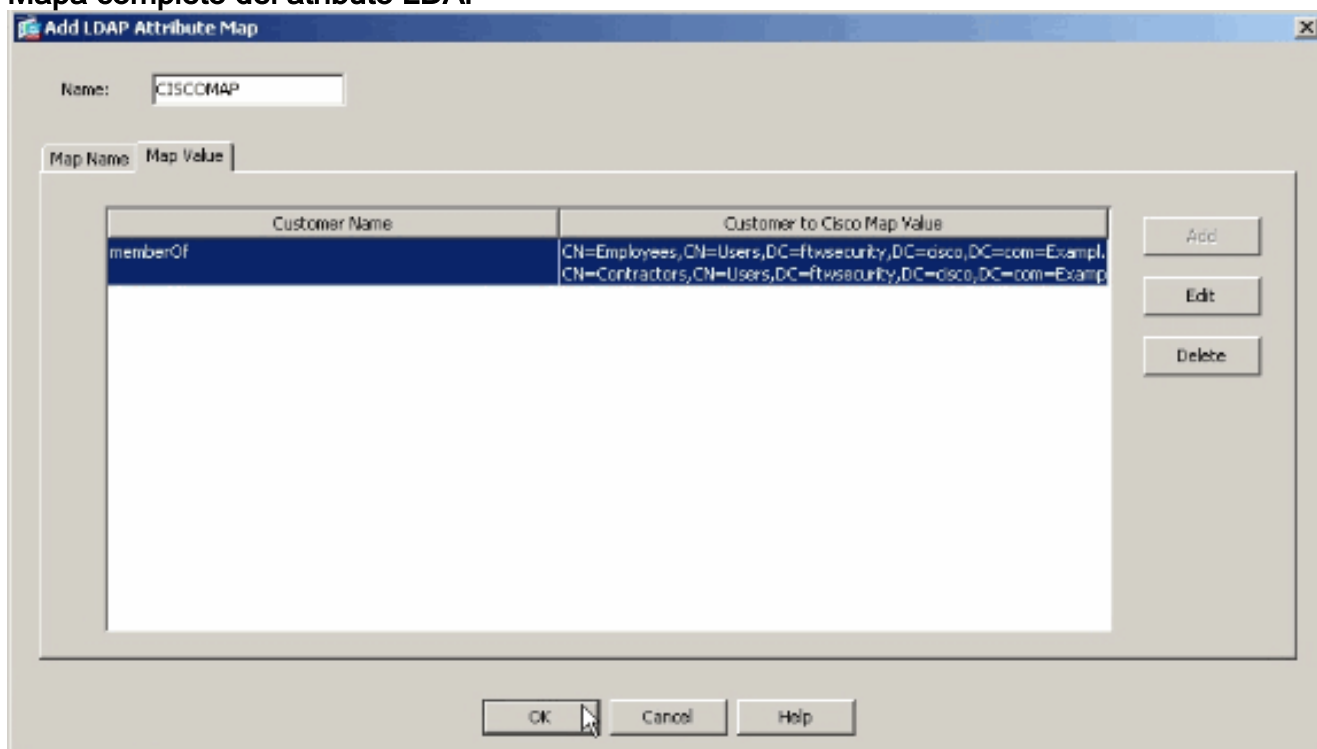 Mapa completo del atributo LDAP
Add LDAP Attribute Map
Name: CISCOMAP
Map Name Map Value
Customer Name Customer to Cisco Map Value
memberOf CN=Employees,CN=Users,DC=ftwsecurity,DC=cisco,DC=com=Exampl.
CN=Contractors,CN=Users,DC=ftwsecurity,DC=cisco,DC=com=Examp
Add
Edit
Delete
OK Cancel Help